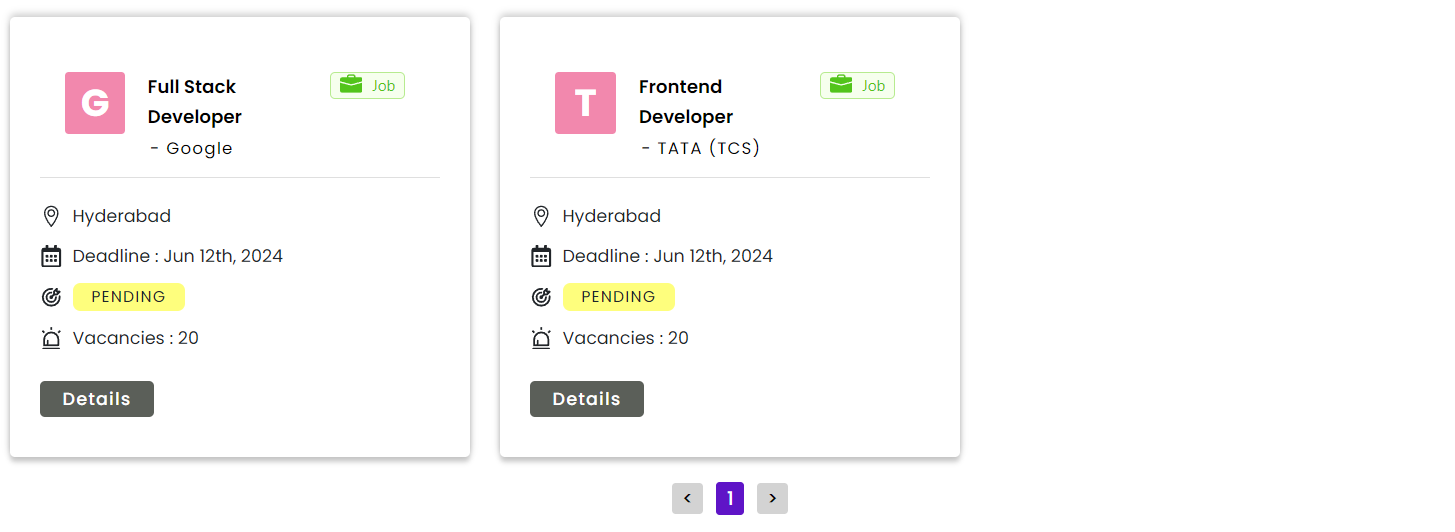 G
Full Stack
Developer
- Google
Job
Hyderabad
Deadline : Jun 12th, 2024
PENDING
Vacancies : 20
Details
T
Frontend
Developer
- TATA (TCS)
Job
Hyderabad
Deadline : Jun 12th, 2024
PENDING
Vacancies : 20
Details
< 1 >